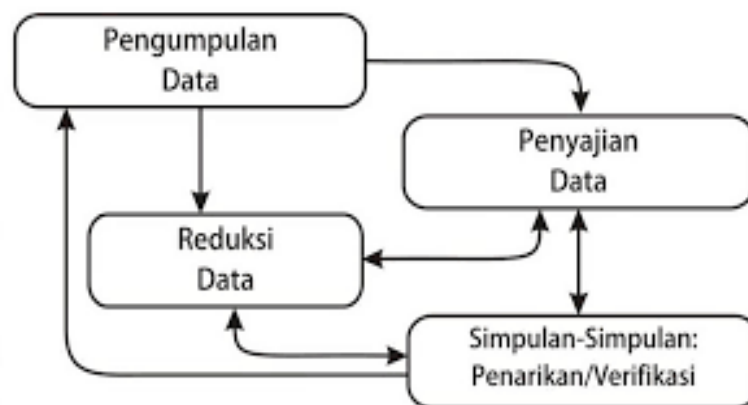 Pengumpulan
Data
Penyajian
Data
Reduksi
Data
Simpulan-Simpulan:
Penarikan/Verifikasi